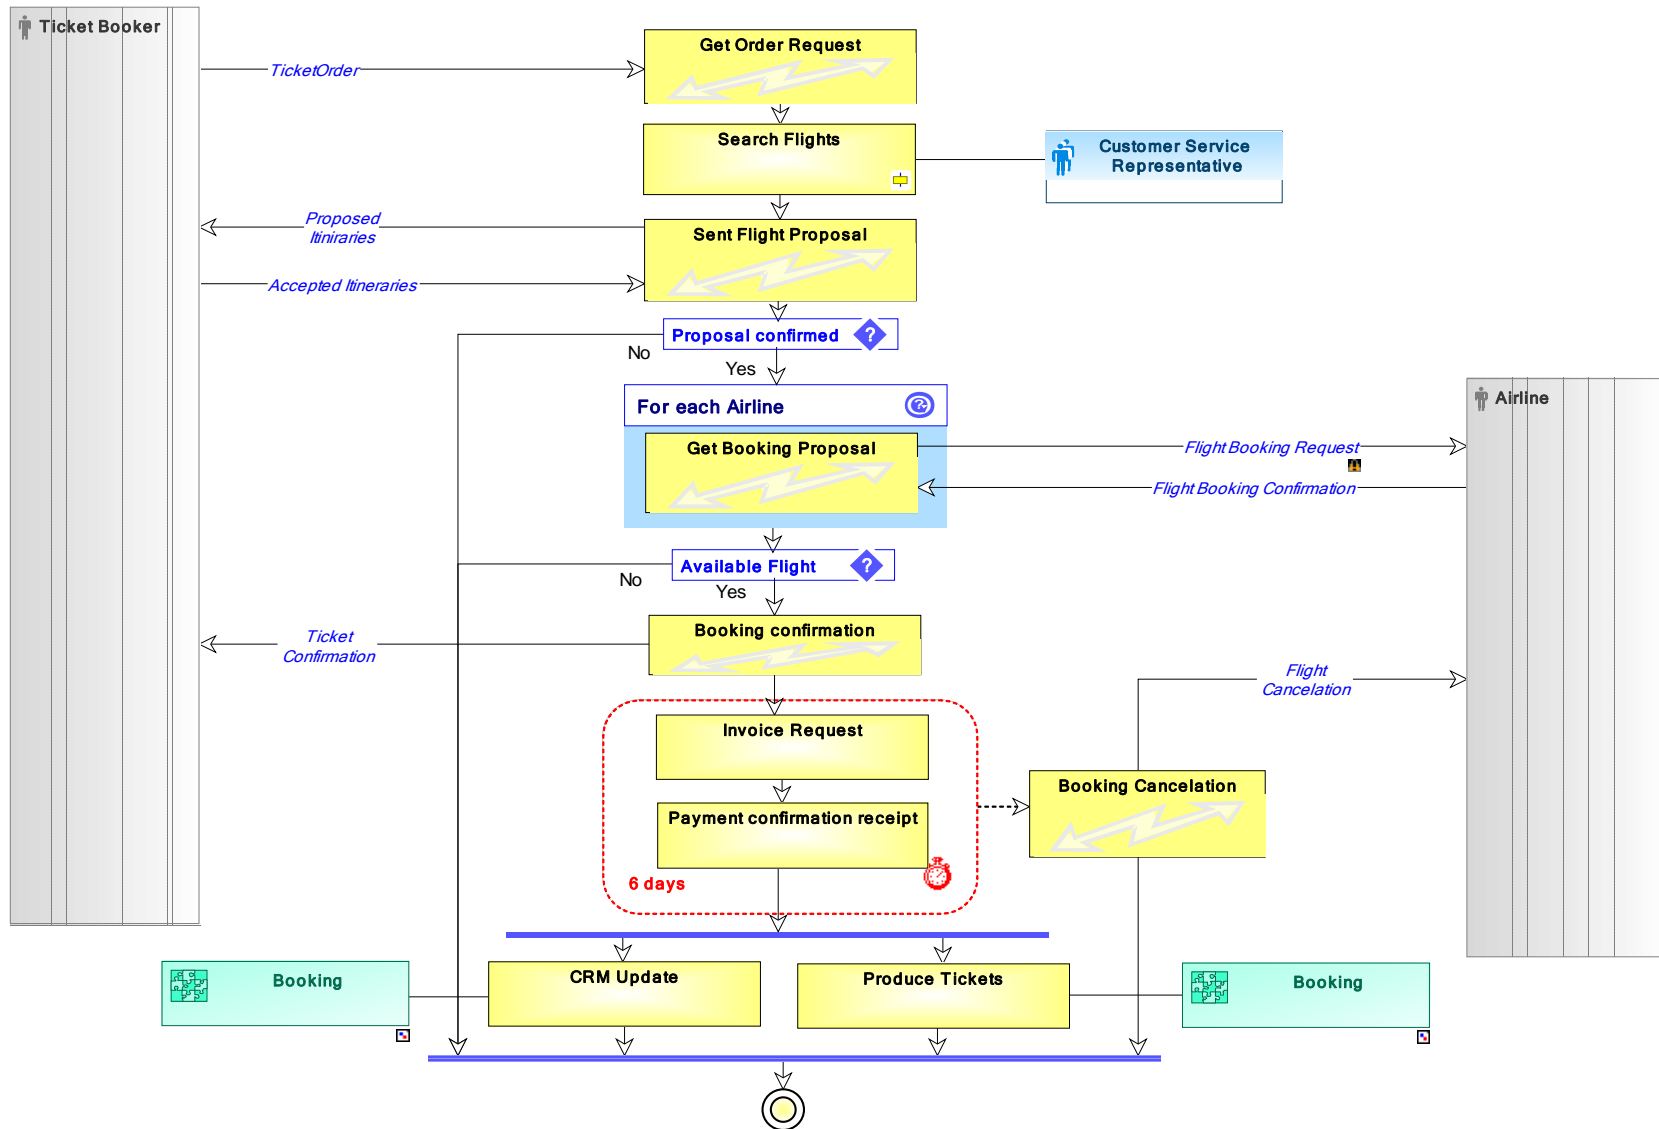 Ticket Booker
Get Order Request
TicketOrder
Search Flights
Customer Service
Representative
Proposed
Itiniraries
Sent Flight Proposal
Accepted Itineraries
Proposal confirmed
?
No
Yes
For each Airline
?
Airline
Get Booking Proposal
Flight Booking Request
Flight Booking Confirmation
Available Flight
?
No
Yes
Booking confirmation
Ticket
Confirmation
Flight
Cancelation
Invoice Request
Booking Cancelation
Payment confirmation receipt
6 days
Booking
CRM Update
Produce Tickets
Booking